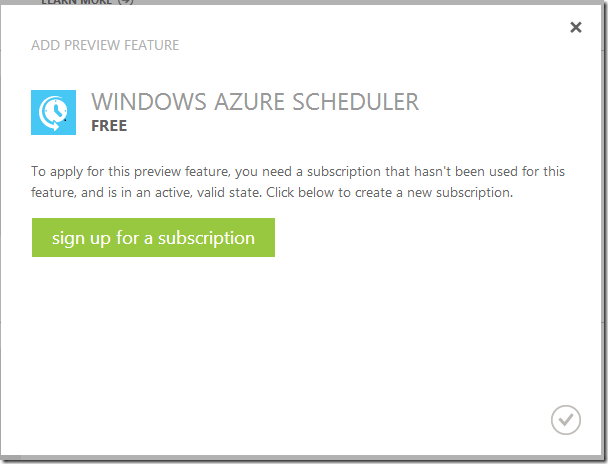 LEARN MORE
ADD PREVIEW FEATURE
WINDOWS AZURE SCHEDULER
FREE
To apply for this preview feature, you need a subscription that hasn't been used for this
feature, and is in an active, valid state. Click below to create a new subscription.
sign up for a subscription